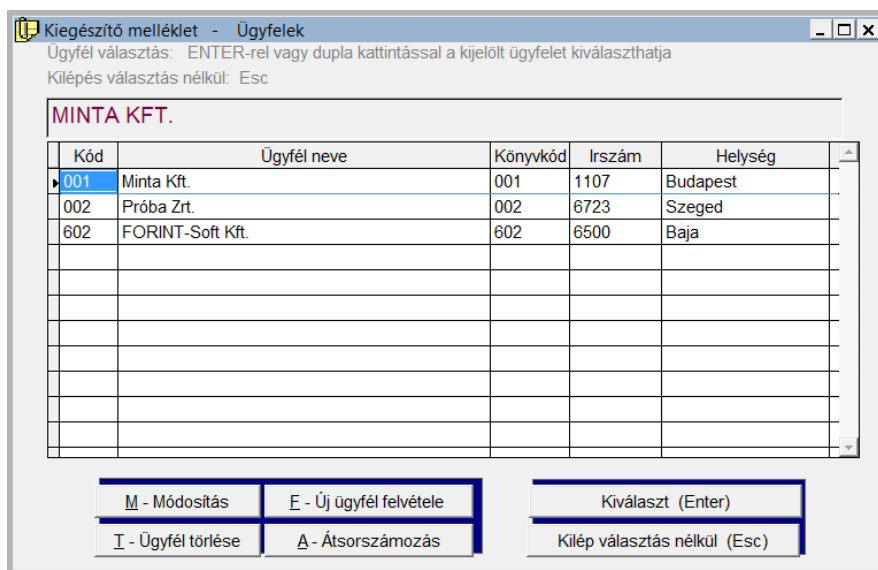 Kiegészítő melléklet - Ügyfelek
Ügyfél választás: ENTER-rel vagy dupla kattintással a kijelölt ügyfelet kiválaszthatja
Kilépés választás nélkül: Esc
MINTA KFT.
Kód Ügyfél neve Könyvkód Irszám Helység
001 Minta Kft. 001 1107 Budapest
002 Próba Zrt. 002 6723 Szeged
602 FORINT-Soft Kft. 602 6500 Baja
M - Módosítás F - Új ügyfél felvétele Kiválaszt (Enter)
T - Ügyfél törlése A - Átsorszámozás Kilép választás nélkül (Esc)